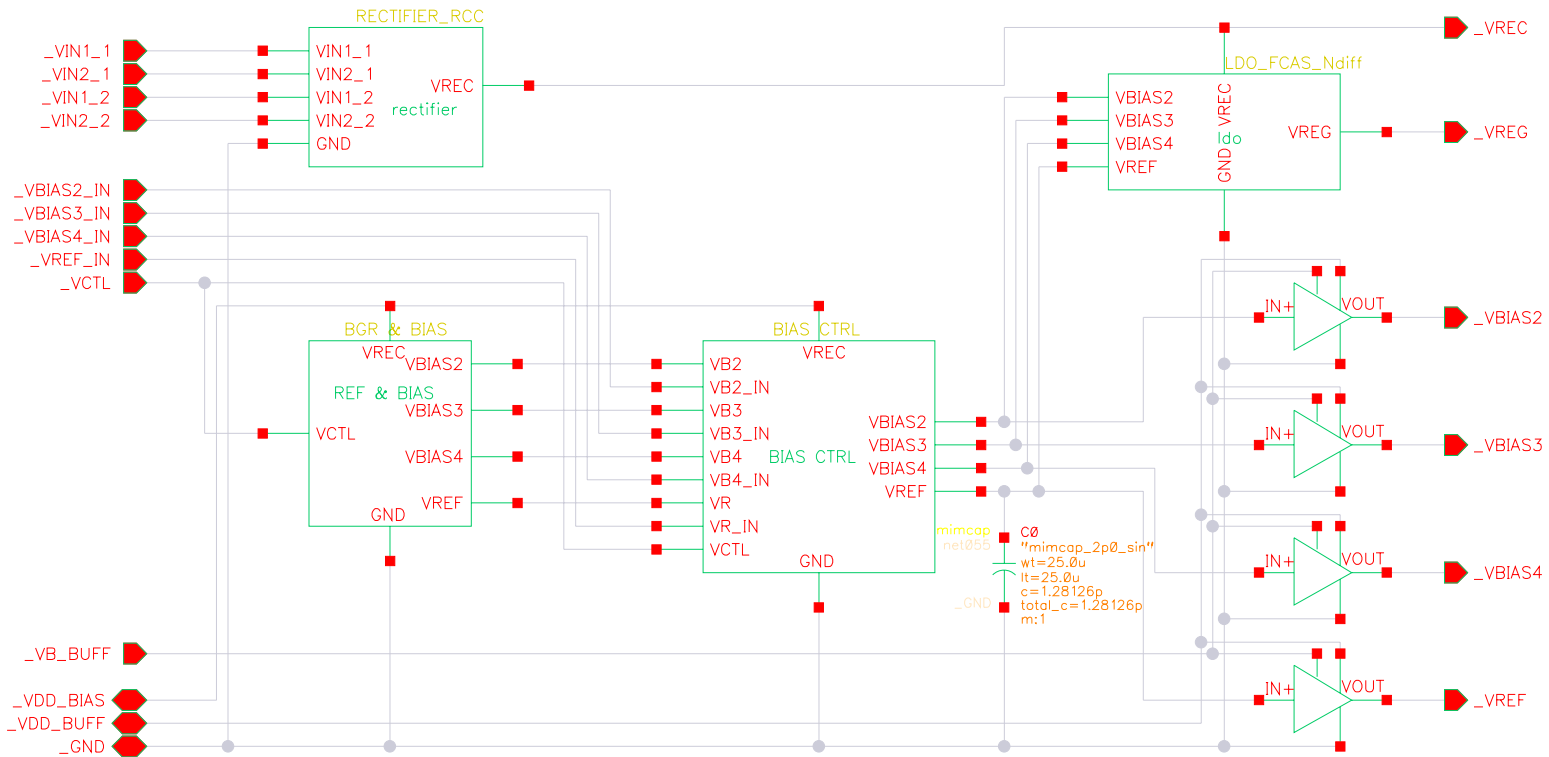 RECTIFIER_RCC
_VIN1_1
_VIN2_1
_VIN1_2
_VIN2_2
VIN1_1
VIN2_1
VIN1_2
VIN2_2
GND
VREC
rectifier
_VREC
LDO_FCAS_Ndiff
VBIAS2
VBIAS3
VBIAS4
VREF
VREC
GND
ldo
VREG
_VREG
_VBIAS2_IN
_VBIAS3_IN
_VBIAS4_IN
_VREF_IN
_VCTL
BGR & BIAS
VREC
VBIAS2
REF & BIAS
VBIAS3
VCTL
VBIAS4
VREF
GND
BIAS CTRL
VREC
VB2
VB2_IN
VB3
VB3_IN
VB4
VB4_IN
VR
VR_IN
VCTL
BIAS CTRL
VBIAS2
VBIAS3
VBIAS4
VREF
GND
mimcap
net055
_GND
C0
"mimcap_2p0_sin"
wt=25.0u
lt=25.0u
c=1.28126p
total_c=1.28126p
m:1
IN+
VOUT
_VBIAS2
IN+
VOUT
_VBIAS3
IN+
VOUT
_VBIAS4
IN+
VOUT
_VREF
_VB_BUFF
_VDD_BIAS
_VDD_BUFF
_GND